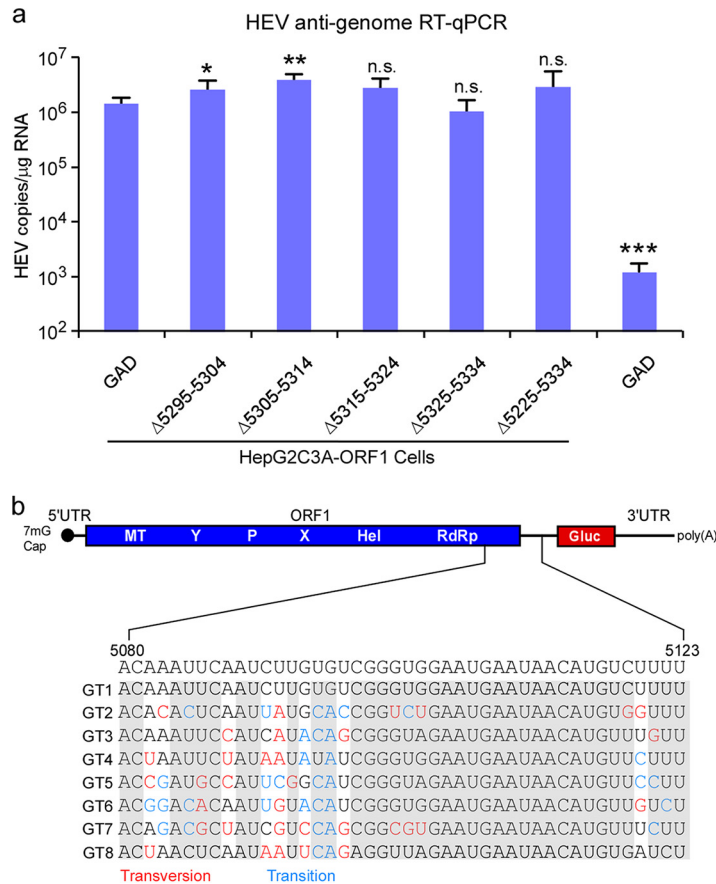 a
HEV anti-genome RT-qPCR
HEV copies/µg RNA
10⁷
10⁶
10⁵
10⁴
10³
10²
*
**
n.s.
n.s.
n.s.
***
GAD
Δ5295-5304
Δ5305-5314
Δ5315-5324
Δ5325-5334
Δ5225-5334
GAD
HepG2C3A-ORF1 Cells
b
5'UTR
ORF1
3'UTR
7mG
Cap
MT Y P X Hel RdRp
Gluc
poly(A)
5080
5123
ACAAAUUCAAUCUUGUGUCGGGUGGAAUGAAUAACAUGUCUUUU
GT1 ACAAAUUCAAUCUUGUGUCGGGUGGAAUGAAUAACAUGUCUUUU
GT2 ACACACUCAAUUAUGCACCGGUCUGAAUGAAUAACAUGUGGUUU
GT3 ACAAAUUCCAUCAUACAGCGGGUGGAAUGAAUAACAUGUUUGUU
GT4 ACUAAUUCUAUAAUAUAUCGGGUAGAAUGAAUAACAUGUUCUUU
GT5 ACCGAUGCCAUUCGGCAUCGGGUAGAAUGAAUAACAUGUUCCUU
GT6 ACGGACACAAUUGUACAUCGGGUGGAAUGAAUAACAUGUUGUCU
GT7 ACAGACGCUAUCGUCCAGCGGCGUGAAUGAAUAACAUGUUUCUU
GT8 ACUAACUCAAUAAUUCAGAGGUUAGAAUGAAUAACAUGUGAUCU
Transversion
Transition